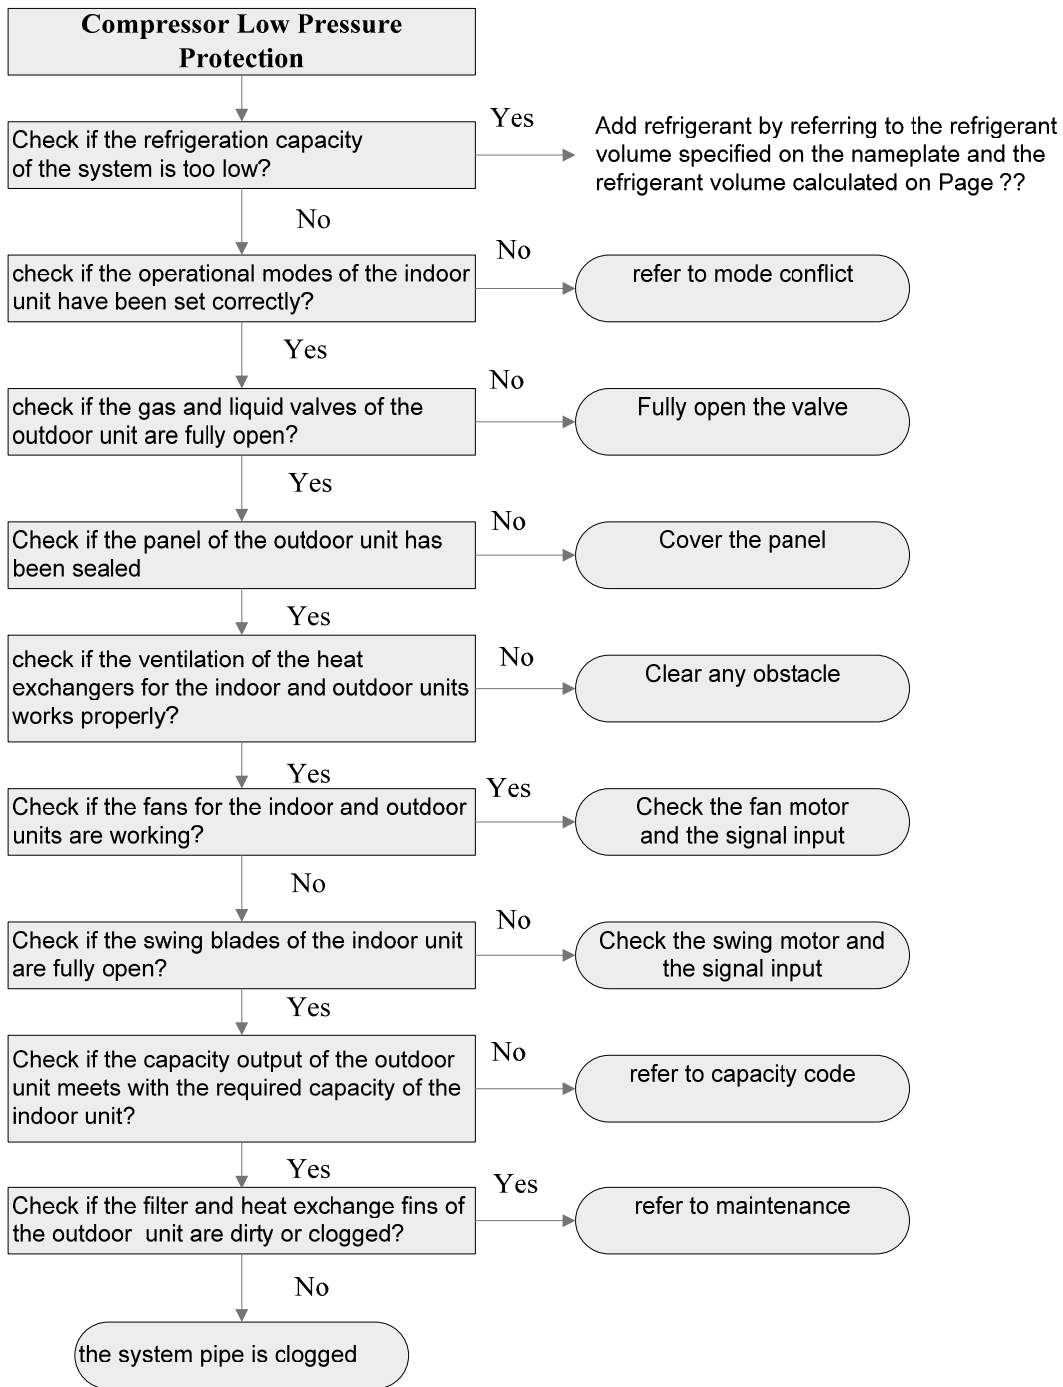 Compressor Low Pressure
Protection
Check if the refrigeration capacity
of the system is too low?
Yes
Add refrigerant by referring to the refrigerant
volume specified on the nameplate and the
refrigerant volume calculated on Page ??
No
check if the operational modes of the indoor
unit have been set correctly?
No
refer to mode conflict
Yes
check if the gas and liquid valves of the
outdoor unit are fully open?
No
Fully open the valve
Yes
Check if the panel of the outdoor unit has
been sealed
No
Cover the panel
Yes
check if the ventilation of the heat
exchangers for the indoor and outdoor units
works properly?
No
Clear any obstacle
Yes
Check if the fans for the indoor and outdoor
units are working?
Yes
Check the fan motor
and the signal input
No
Check if the swing blades of the indoor unit
are fully open?
No
Check the swing motor and
the signal input
Yes
Check if the capacity output of the outdoor
unit meets with the required capacity of the
indoor unit?
No
refer to capacity code
Yes
Check if the filter and heat exchange fins of
the outdoor unit are dirty or clogged?
Yes
refer to maintenance
No
the system pipe is clogged